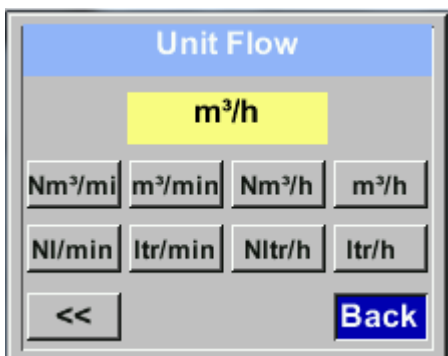 Unit Flow
m³/h
Nm³/mi m³/min Nm³/h m³/h
Nl/min ltr/min Nltr/h ltr/h
<< Back